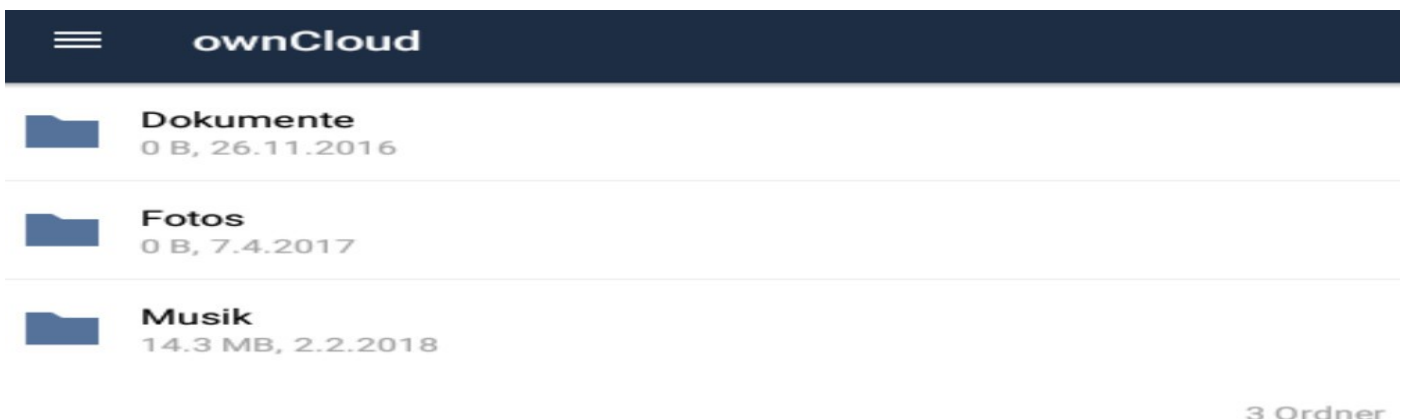 ownCloud
Dokumente
0 B, 26.11.2016
Fotos
0 B, 7.4.2017
Musik
14.3 MB, 2.2.2018
3 Ordner